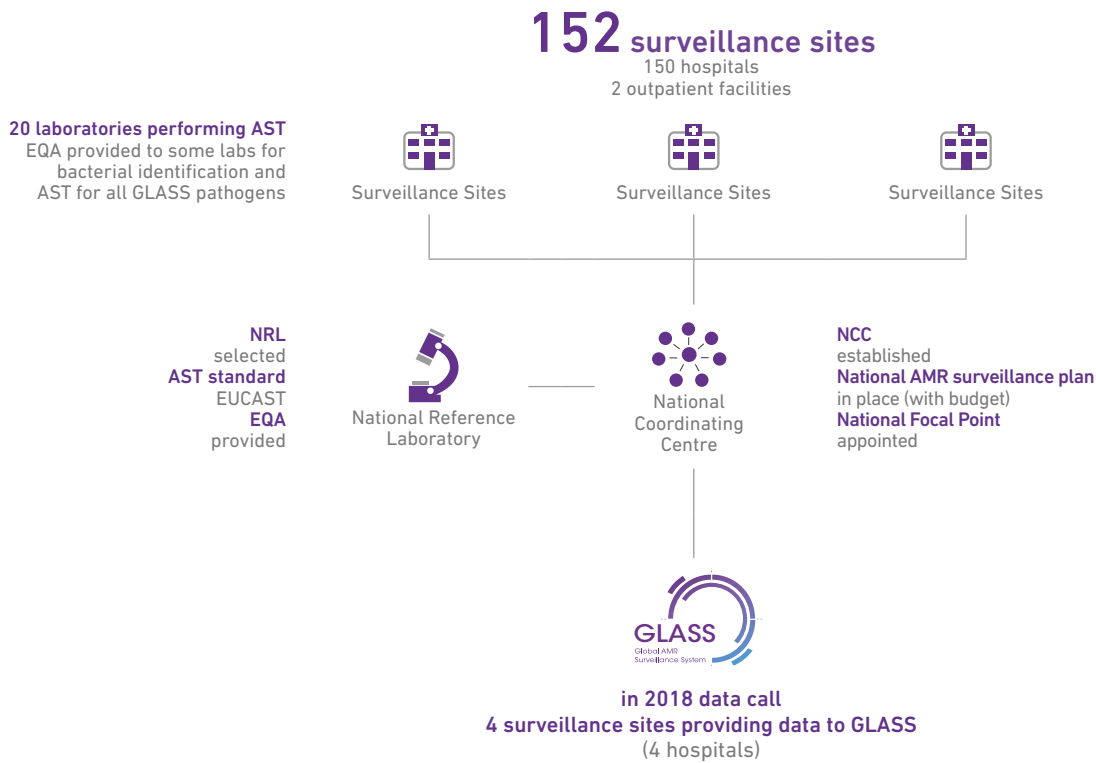 152 surveillance sites
150 hospitals
2 outpatient facilities
20 laboratories performing AST
EQA provided to some labs for
bacterial identification and
AST for all GLASS pathogens
Surveillance Sites
Surveillance Sites
Surveillance Sites
NRL
selected
AST standard
EUCAST
EQA
provided
National Reference
Laboratory
National
Coordinating
Centre
NCC
established
National AMR surveillance plan
in place (with budget)
National Focal Point
appointed
GLASS
Global AMR
Surveillance System
in 2018 data call
4 surveillance sites providing data to GLASS
(4 hospitals)